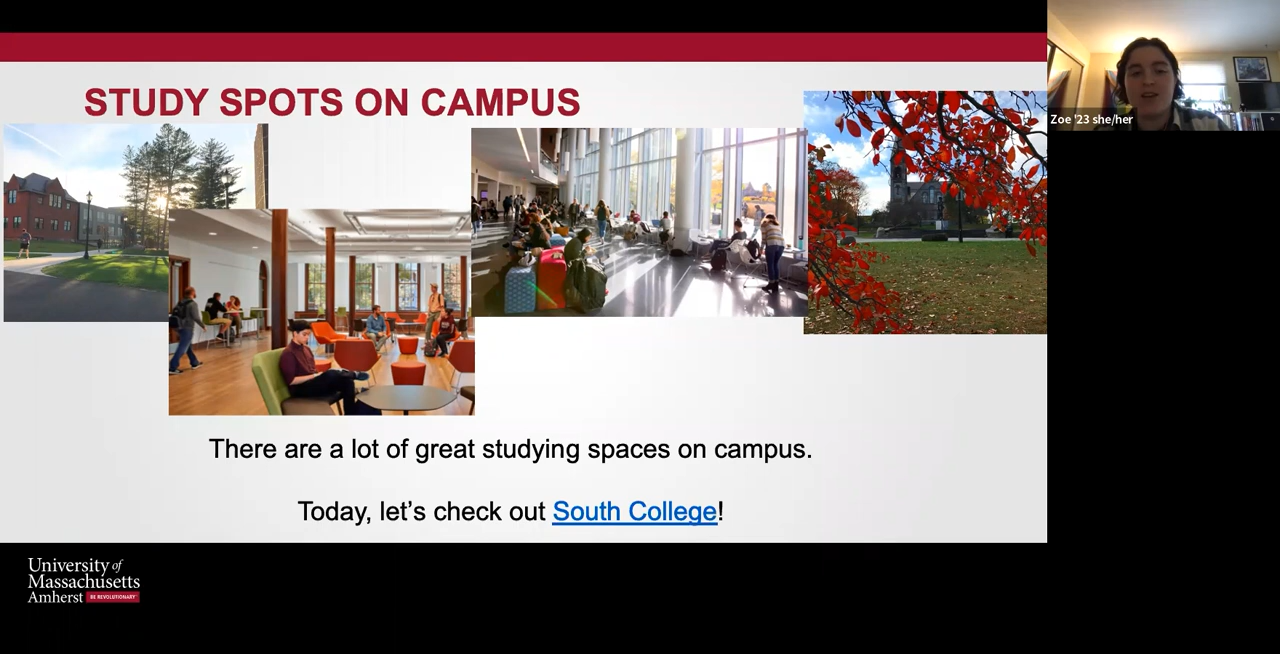 STUDY SPOTS ON CAMPUS
Zoe '23 she/her
There are a lot of great studying spaces on campus.
Today, let’s check out South College!
University of
Massachusetts
Amherst BE REVOLUTIONARY